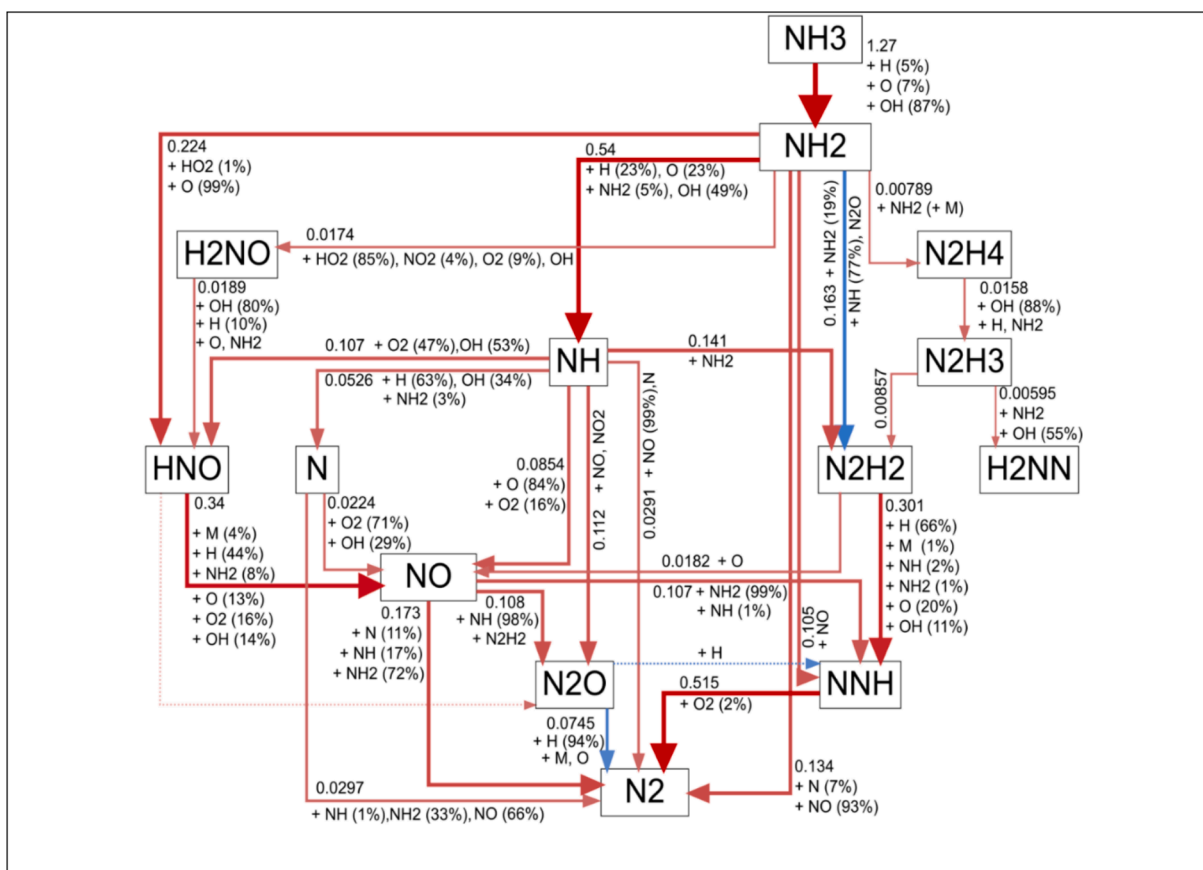 NH3
1.27
+ H (5%)
+ O (7%)
+ OH (87%)
NH2
0.224
+ HO2 (1%)
+ O (99%)
0.54
+ H (23%), O (23%)
+ NH2 (5%), OH (49%)
0.163 + NH2 (19%)
+ NH (77%), N2O
0.00789
+ NH2 (+ M)
H2NO
0.0174
+ HO2 (85%), NO2 (4%), O2 (9%), OH
N2H4
0.0189
+ OH (80%)
+ H (10%)
+ O, NH2
0.0158
+ OH (88%)
+ H, NH2
0.107 + O2 (47%),OH (53%)
NH
0.141
+ NH2
N2H3
0.0526 + H (63%), OH (34%)
+ NH2 (3%)
0.00857
0.00595
+ NH2
+ OH (55%)
HNO
N
0.0854
+ O (84%)
+ O2 (16%)
0.112 + NO, NO2
0.0291 + NO (99%),N
N2H2
H2NN
0.34
+ M (4%)
+ H (44%)
+ NH2 (8%)
+ O (13%)
+ O2 (16%)
+ OH (14%)
0.0224
+ O2 (71%)
+ OH (29%)
0.301
+ H (66%)
+ M (1%)
+ NH (2%)
+ NH2 (1%)
+ O (20%)
+ OH (11%)
NO
0.0182 + O
0.107 + NH2 (99%)
+ NH (1%)
0.173
+ N (11%)
+ NH (17%)
+ NH2 (72%)
0.108
+ NH (98%)
+ N2H2
0.105
+ NO
+ H
N2O
NNH
0.515
+ O2 (2%)
0.0745
+ H (94%)
+ M, O
N2
0.134
+ N (7%)
+ NO (93%)
0.0297
+ NH (1%),NH2 (33%), NO (66%)